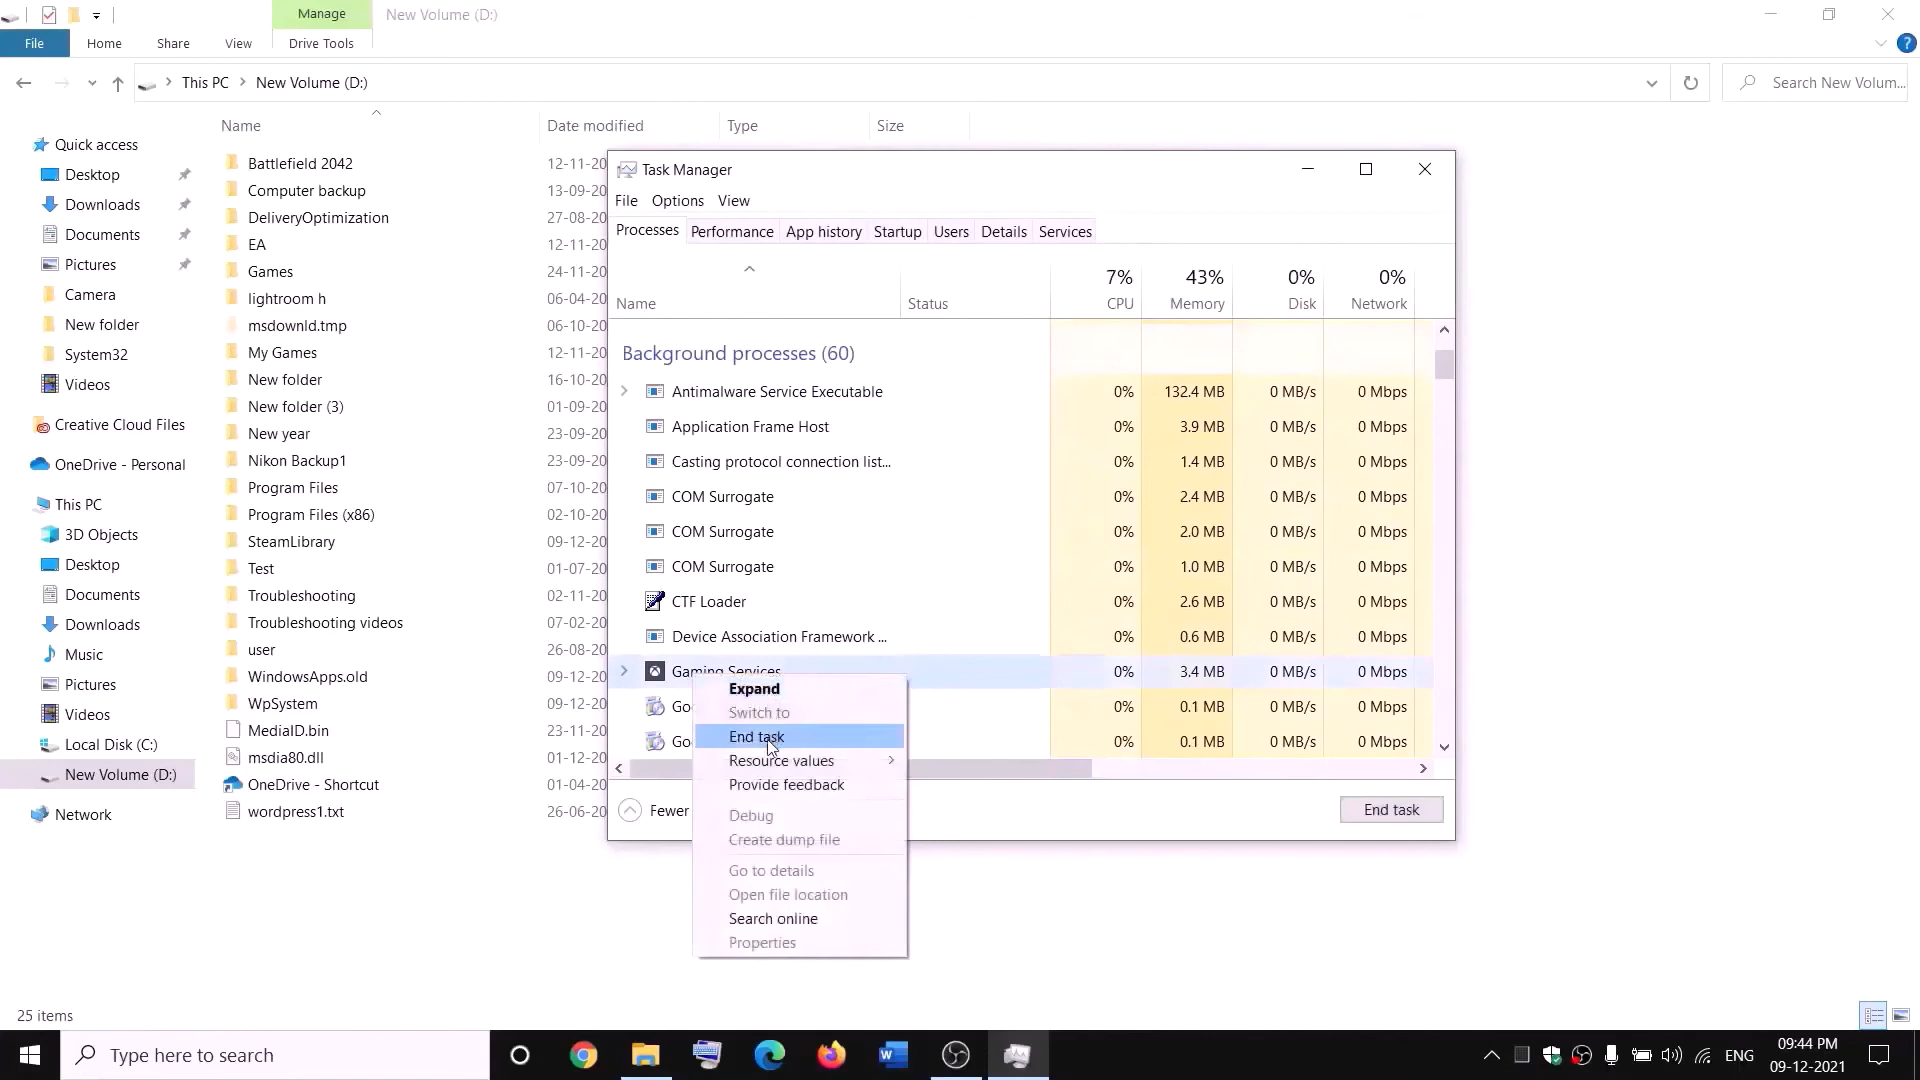 Manage
New Volume (D:)
File
Home
Share
View
Drive Tools
This PC
New Volume (D:)
Search New Volum...
Name
Date modified
Type
Size
Quick access
Desktop
Downloads
Documents
Pictures
Camera
New folder
System32
Videos
Creative Cloud Files
OneDrive - Personal
This PC
3D Objects
Desktop
Documents
Downloads
Music
Pictures
Videos
Local Disk (C:)
New Volume (D:)
Network
Battlefield 2042 12-11-20
Computer backup 13-09-20
DeliveryOptimization 27-08-20
EA 12-11-20
Games 24-11-20
lightroom h 06-04-20
msdownld.tmp 06-10-20
My Games 12-11-20
New folder 16-10-20
New folder (3) 01-09-20
New year 23-09-20
Nikon Backup1 23-09-20
Program Files 07-10-20
Program Files (x86) 02-10-20
SteamLibrary 09-12-20
Test 01-07-20
Troubleshooting 02-11-20
Troubleshooting videos 07-02-20
user 26-08-20
WindowsApps.old 09-12-20
WpSystem 09-12-20
MediaID.bin 23-11-20
msdia80.dll 01-12-20
OneDrive - Shortcut 01-04-20
wordpress1.txt 26-06-20
Task Manager
File Options View
Processes Performance App history Startup Users Details Services
7% 43% 0% 0%
Name Status CPU Memory Disk Network
Background processes (60)
Antimalware Service Executable 0% 132.4 MB 0 MB/s 0 Mbps
Application Frame Host 0% 3.9 MB 0 MB/s 0 Mbps
Casting protocol connection list... 0% 1.4 MB 0 MB/s 0 Mbps
COM Surrogate 0% 2.4 MB 0 MB/s 0 Mbps
COM Surrogate 0% 2.0 MB 0 MB/s 0 Mbps
COM Surrogate 0% 1.0 MB 0 MB/s 0 Mbps
CTF Loader 0% 2.6 MB 0 MB/s 0 Mbps
Device Association Framework ... 0% 0.6 MB 0 MB/s 0 Mbps
Gaming Services 0% 3.4 MB 0 MB/s 0 Mbps
Go 0% 0.1 MB 0 MB/s 0 Mbps
Go 0% 0.1 MB 0 MB/s 0 Mbps
Fewer
End task
Expand
Switch to
End task
Resource values
Provide feedback
Debug
Create dump file
Go to details
Open file location
Search online
Properties
25 items
Type here to search
ENG
09:44 PM
09-12-2021